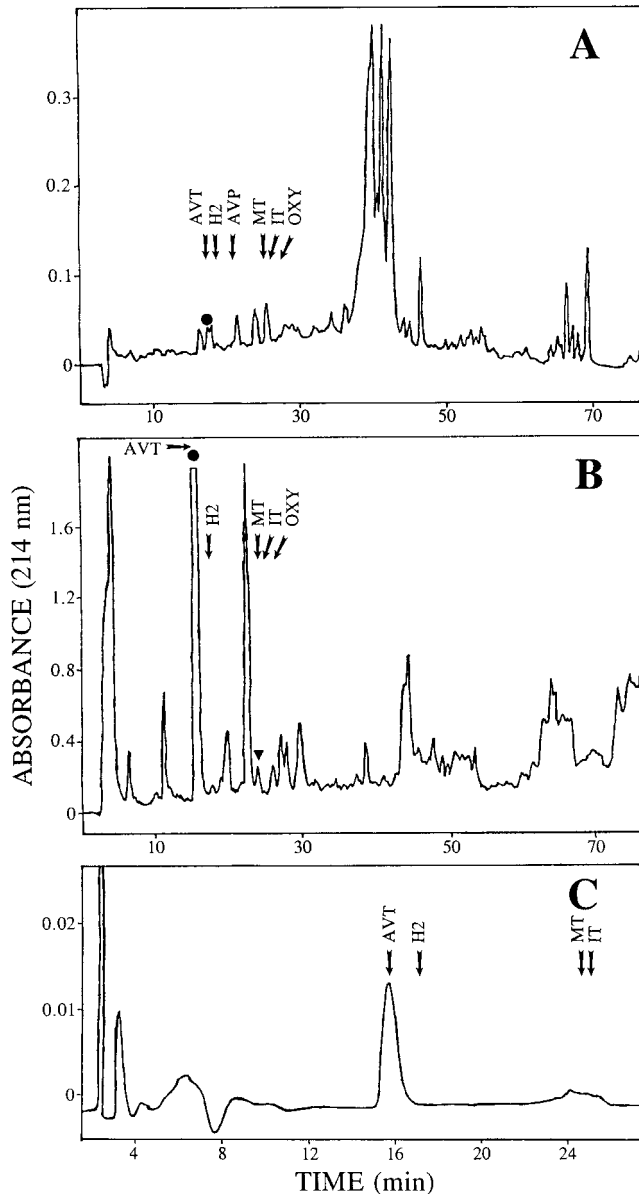 A
0.3
0.2
0.1
0
AVT
H2
AVP
MT
IT
OXY
10
30
50
70
B
AVT
H2
MT
IT
OXY
1.6
1.2
0.8
0.4
0
10
30
50
70
ABSORBANCE (214 nm)
C
AVT
H2
MT
IT
0.02
0.01
0
4
8
12
16
20
24
TIME (min)